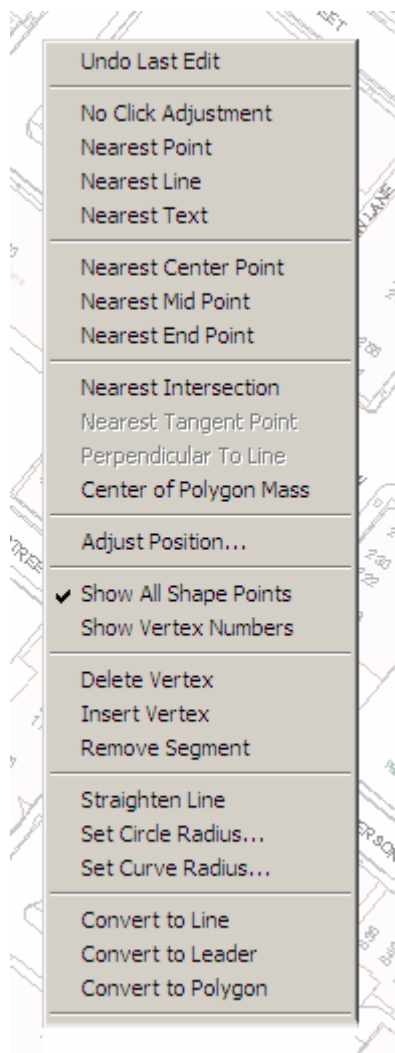 STREET
Undo Last Edit
No Click Adjustment
Nearest Point
Nearest Line
Nearest Text
LANE
Nearest Center Point
Nearest Mid Point
Nearest End Point
Nearest Intersection
Nearest Tangent Point
Perpendicular To Line
Center of Polygon Mass
Adjust Position...
Show All Shape Points
Show Vertex Numbers
Delete Vertex
Insert Vertex
Remove Segment
Straighten Line
Set Circle Radius...
Set Curve Radius...
Convert to Line
Convert to Leader
Convert to Polygon